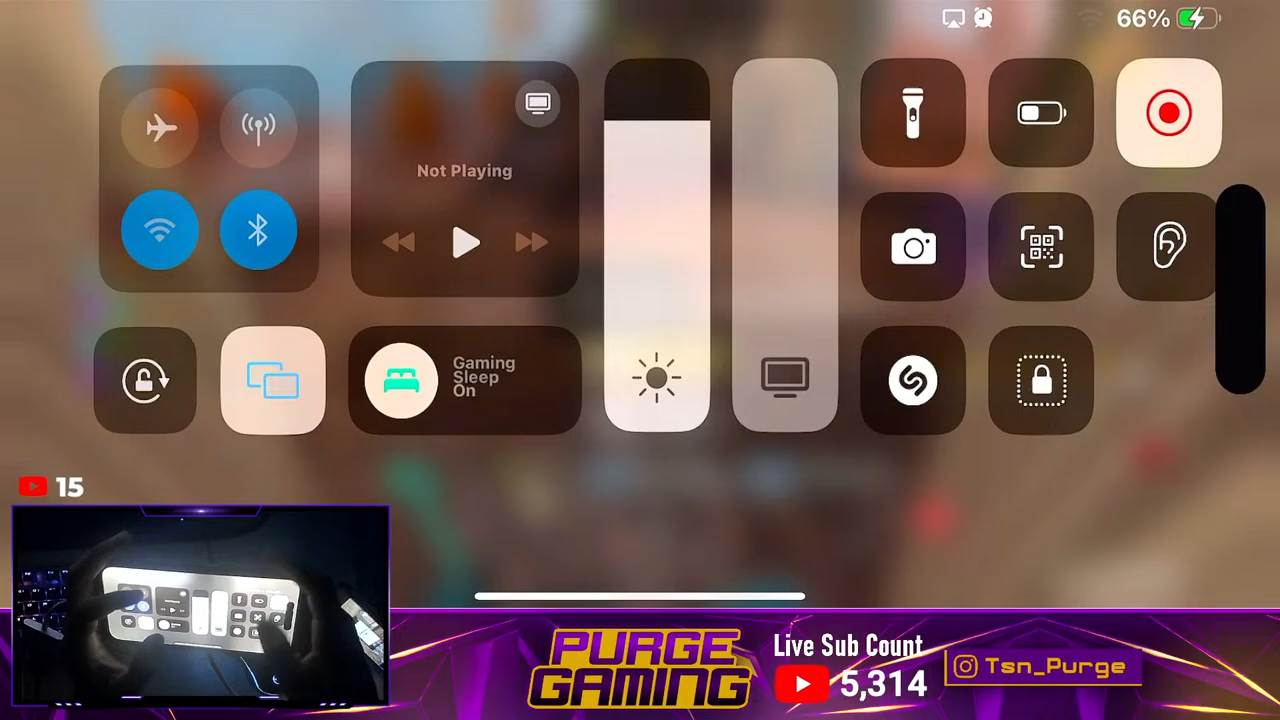 66%
Not Playing
Gaming
Sleep
On
15
PURGE
GAMING
Live Sub Count
5,314
Tsn_Purge